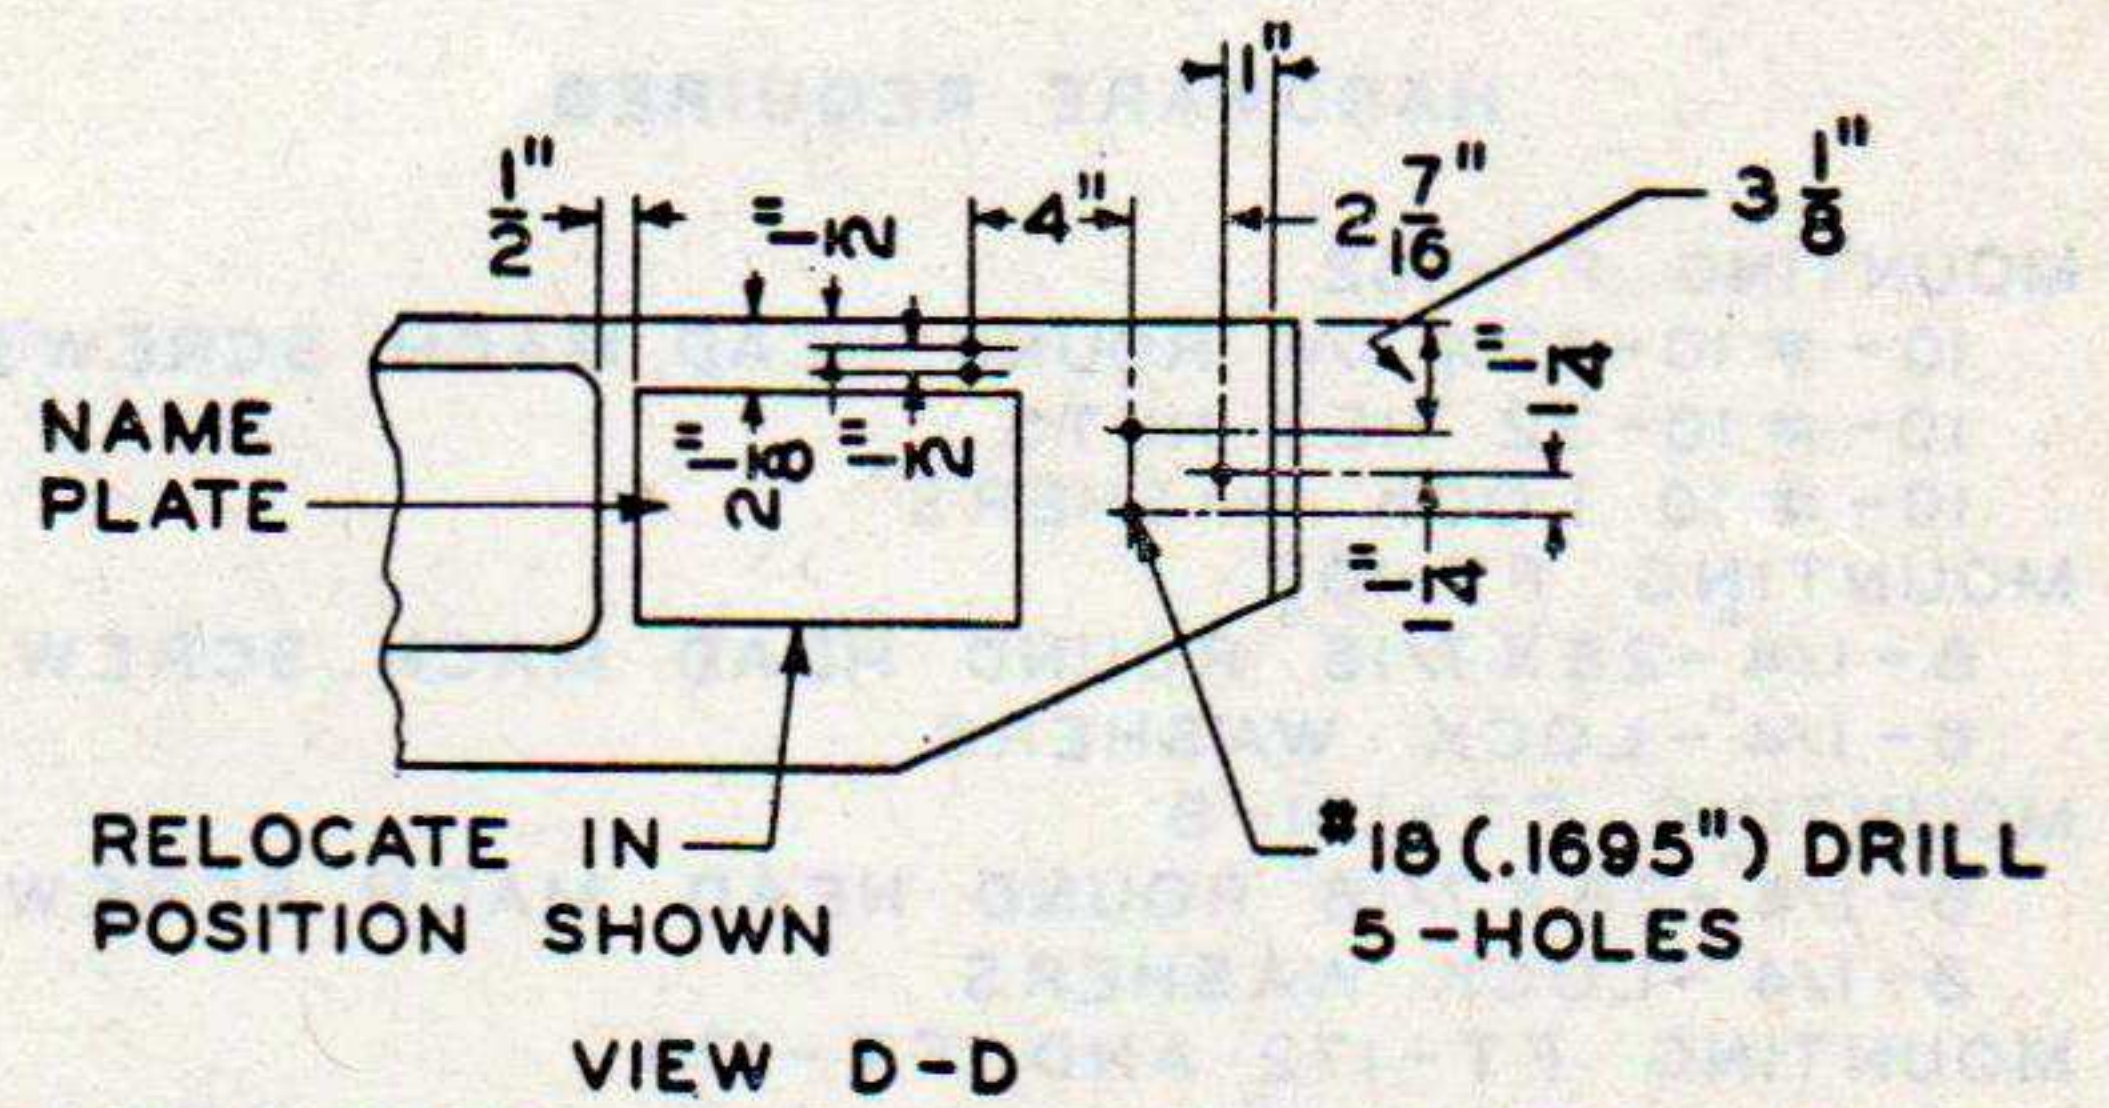 1"
1/2"
1/2"
4"
2 7/16"
3 1/8"
NAME
PLATE
2 1/8"
1/2"
1 1/4"
1 1/4"
RELOCATE IN
POSITION SHOWN
#18 (.1695") DRILL
5-HOLES
VIEW D-D